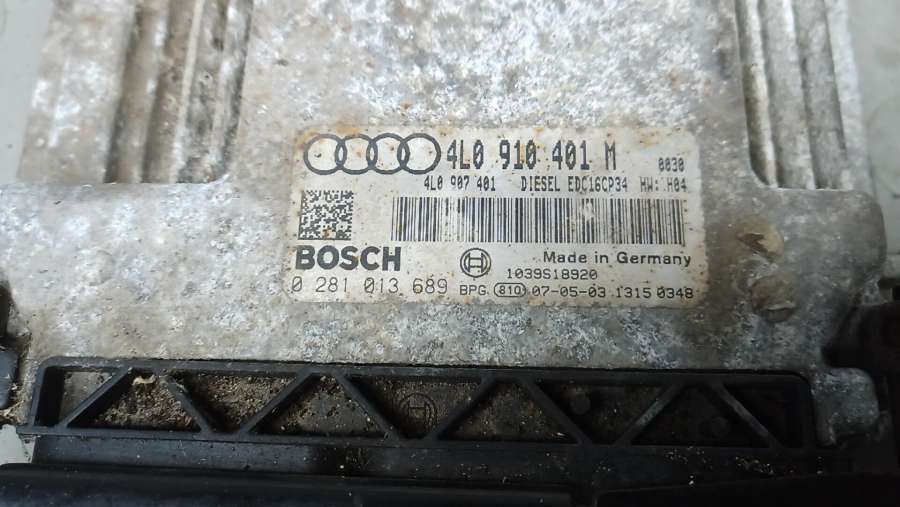 4L0 910 401 M 0030
4L0 907 401 DIESEL EDC16CP34 HW: H04
BOSCH Made in Germany
1039S18920
0 281 013 689 BPG. 810 07-05-03 1315 0348